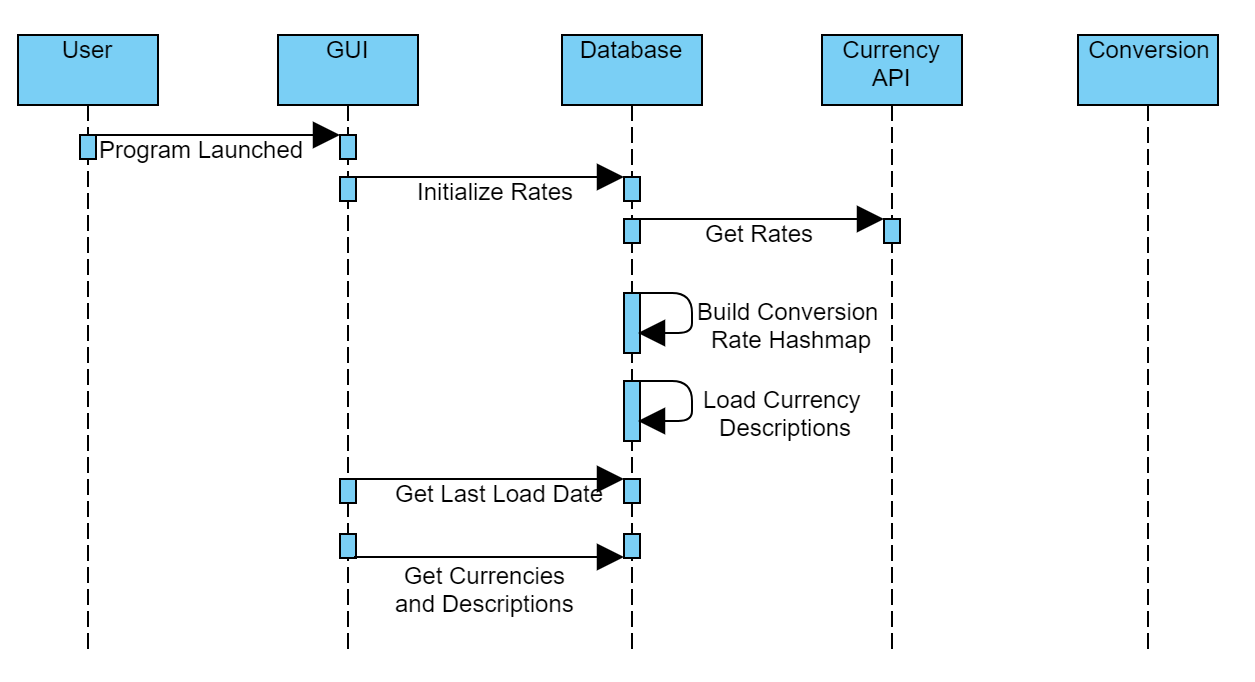 User
GUI
Database
Currency
API
Conversion
Program Launched
Initialize Rates
Get Rates
Build Conversion
Rate Hashmap
Load Currency
Descriptions
Get Last Load Date
Get Currencies
and Descriptions